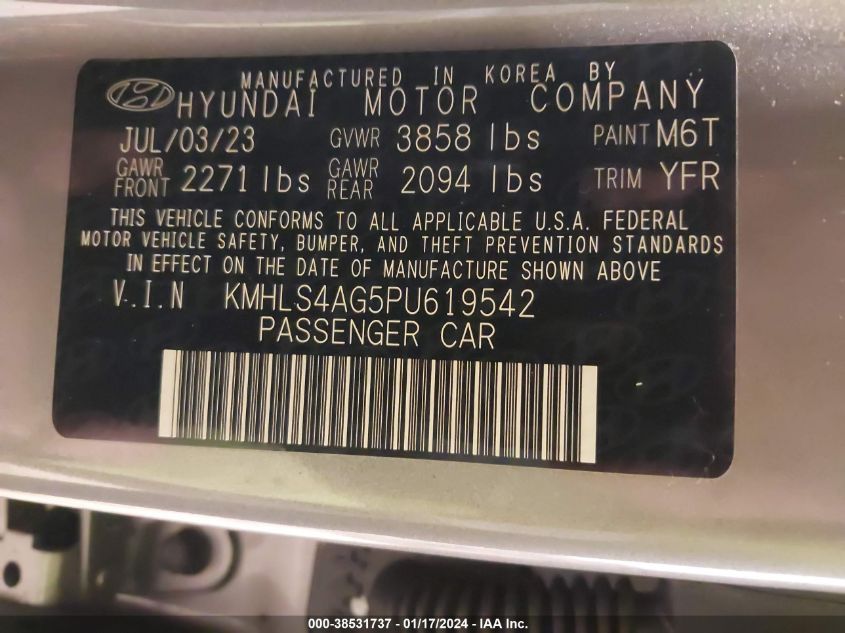 MANUFACTURED IN KOREA BY
HYUNDAI MOTOR COMPANY
JUL/03/23 GVWR 3858 lbs PAINT M6T
GAWR FRONT 2271 lbs GAWR REAR 2094 lbs TRIM YFR
THIS VEHICLE CONFORMS TO ALL APPLICABLE U.S.A. FEDERAL
MOTOR VEHICLE SAFETY, BUMPER, AND THEFT PREVENTION STANDARDS
IN EFFECT ON THE DATE OF MANUFACTURE SHOWN ABOVE
V.I.N KMHLS4AG5PU619542
PASSENGER CAR
000-38531737 - 01/17/2024 - IAA Inc.